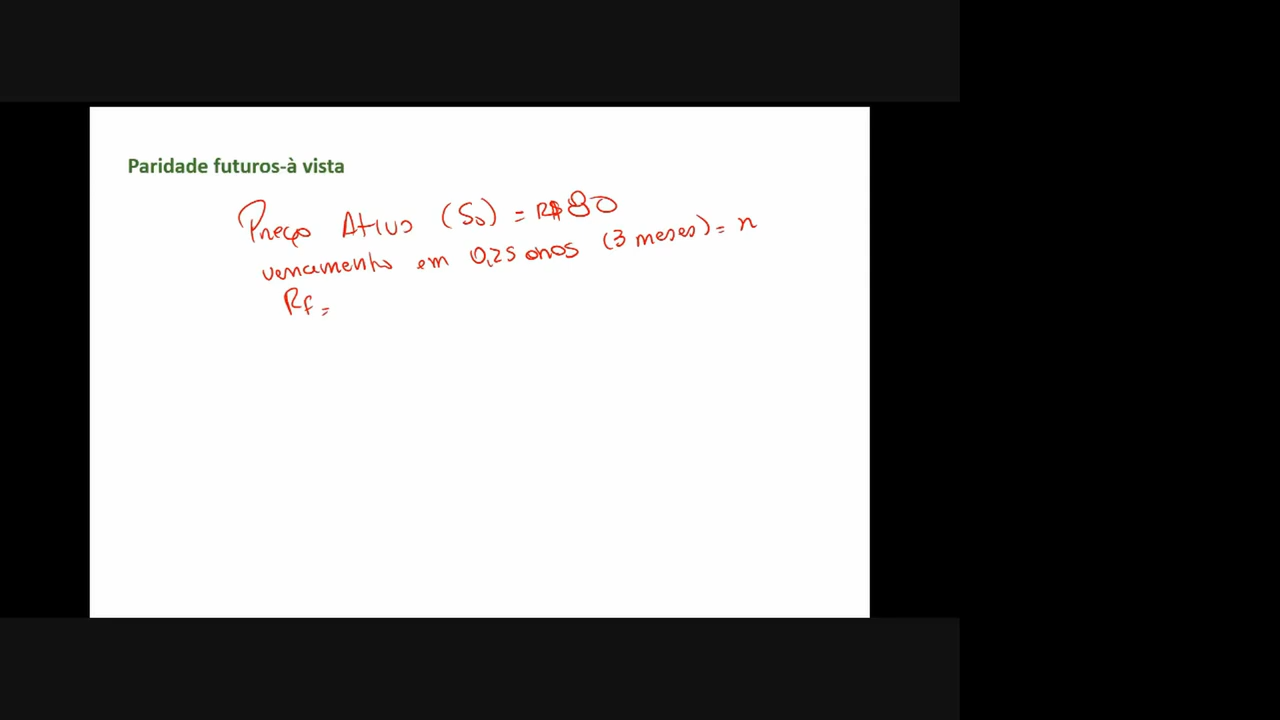 Paridade futuros-à vista
Preço Ativo (S₀) = R$80
vencimento em 0,25 anos (3 meses) = n
Rf =